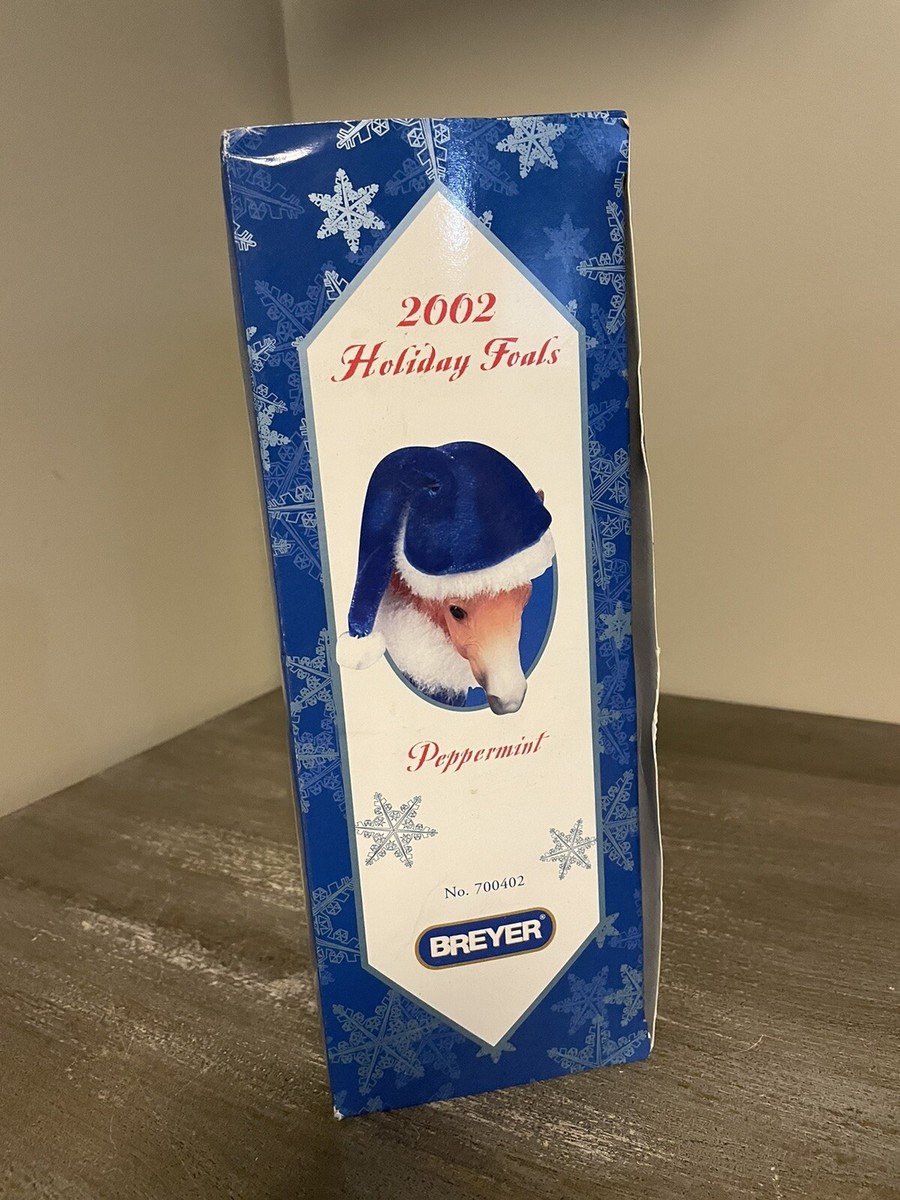 2002
Holiday Foals
Peppermint
No. 700402
BREYER®